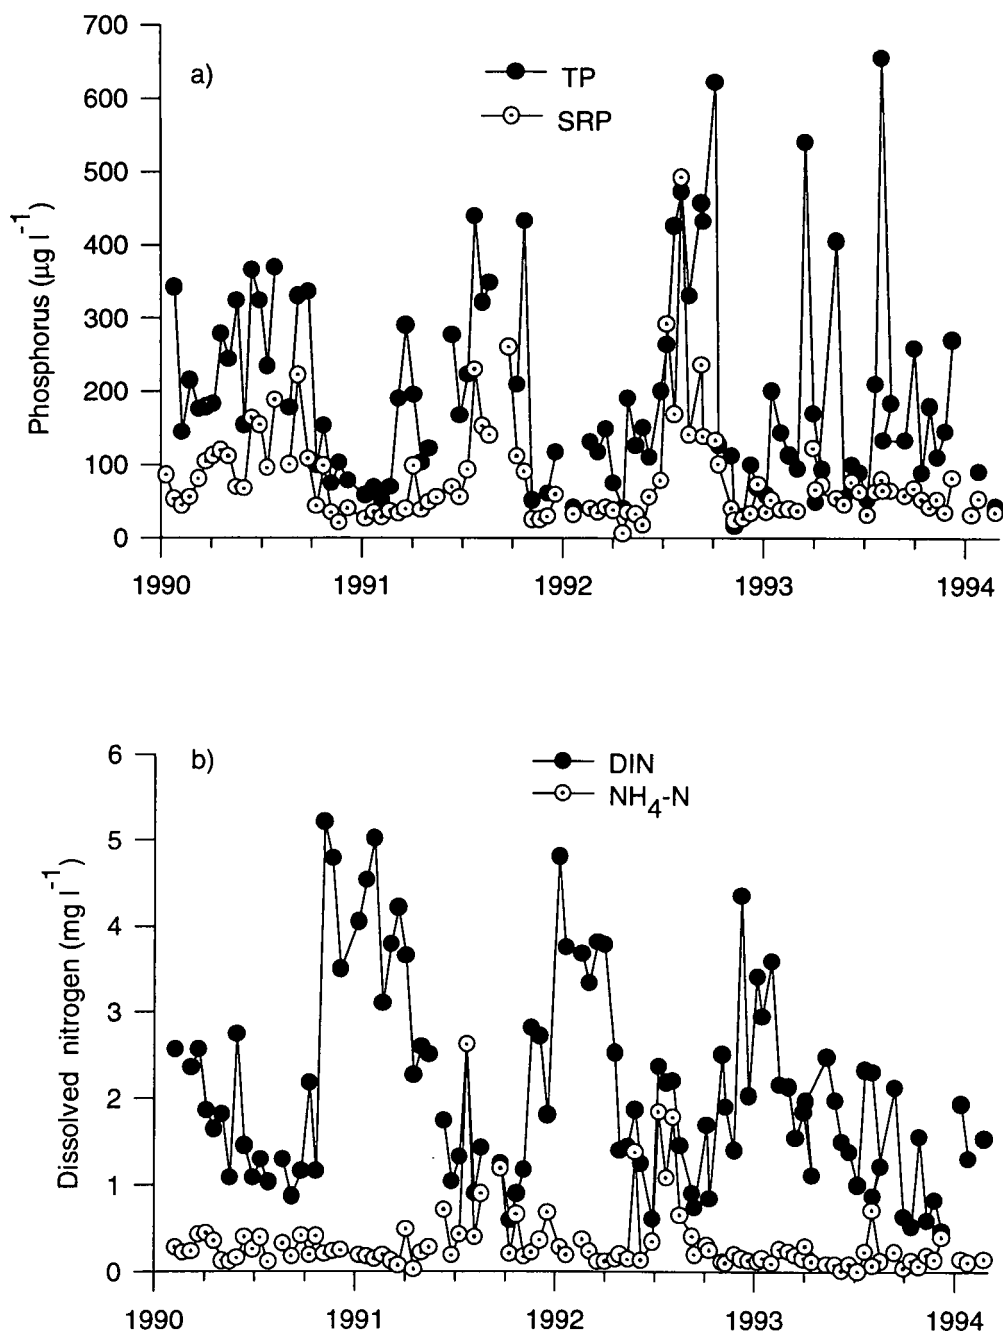 700
600
500
400
300
200
100
0
Phosphorus (μg l⁻¹)
a)
TP
SRP
1990 1991 1992 1993 1994
6
5
4
3
2
1
0
Dissolved nitrogen (mg l⁻¹)
b)
DIN
NH₄-N
1990 1991 1992 1993 1994